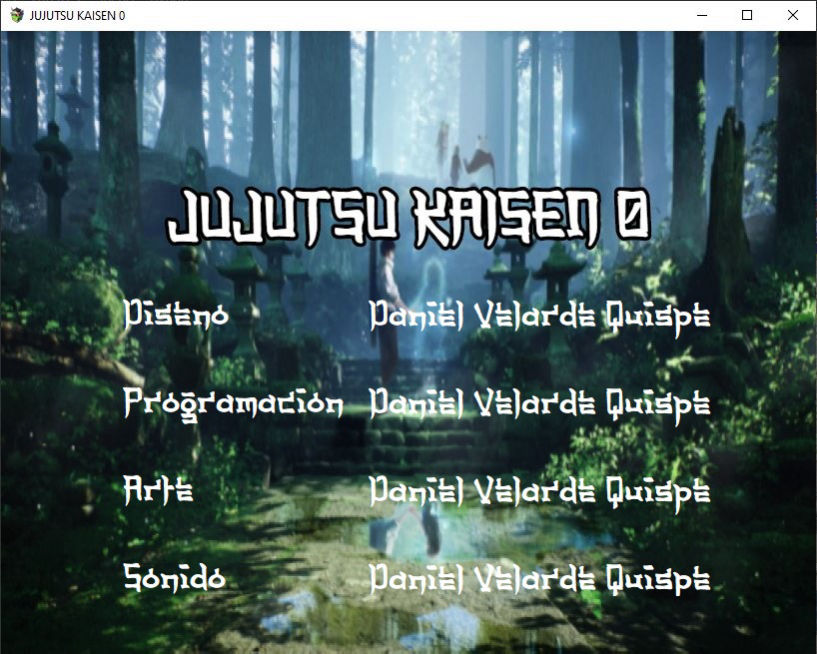 JUJUTSU KAISEN 0
JUJUTSU KAISEN 0
Diseno Daniel Velarde Quispe
Programacion Daniel Velarde Quispe
Arte Daniel Velarde Quispe
Sonido Daniel Velarde Quispe